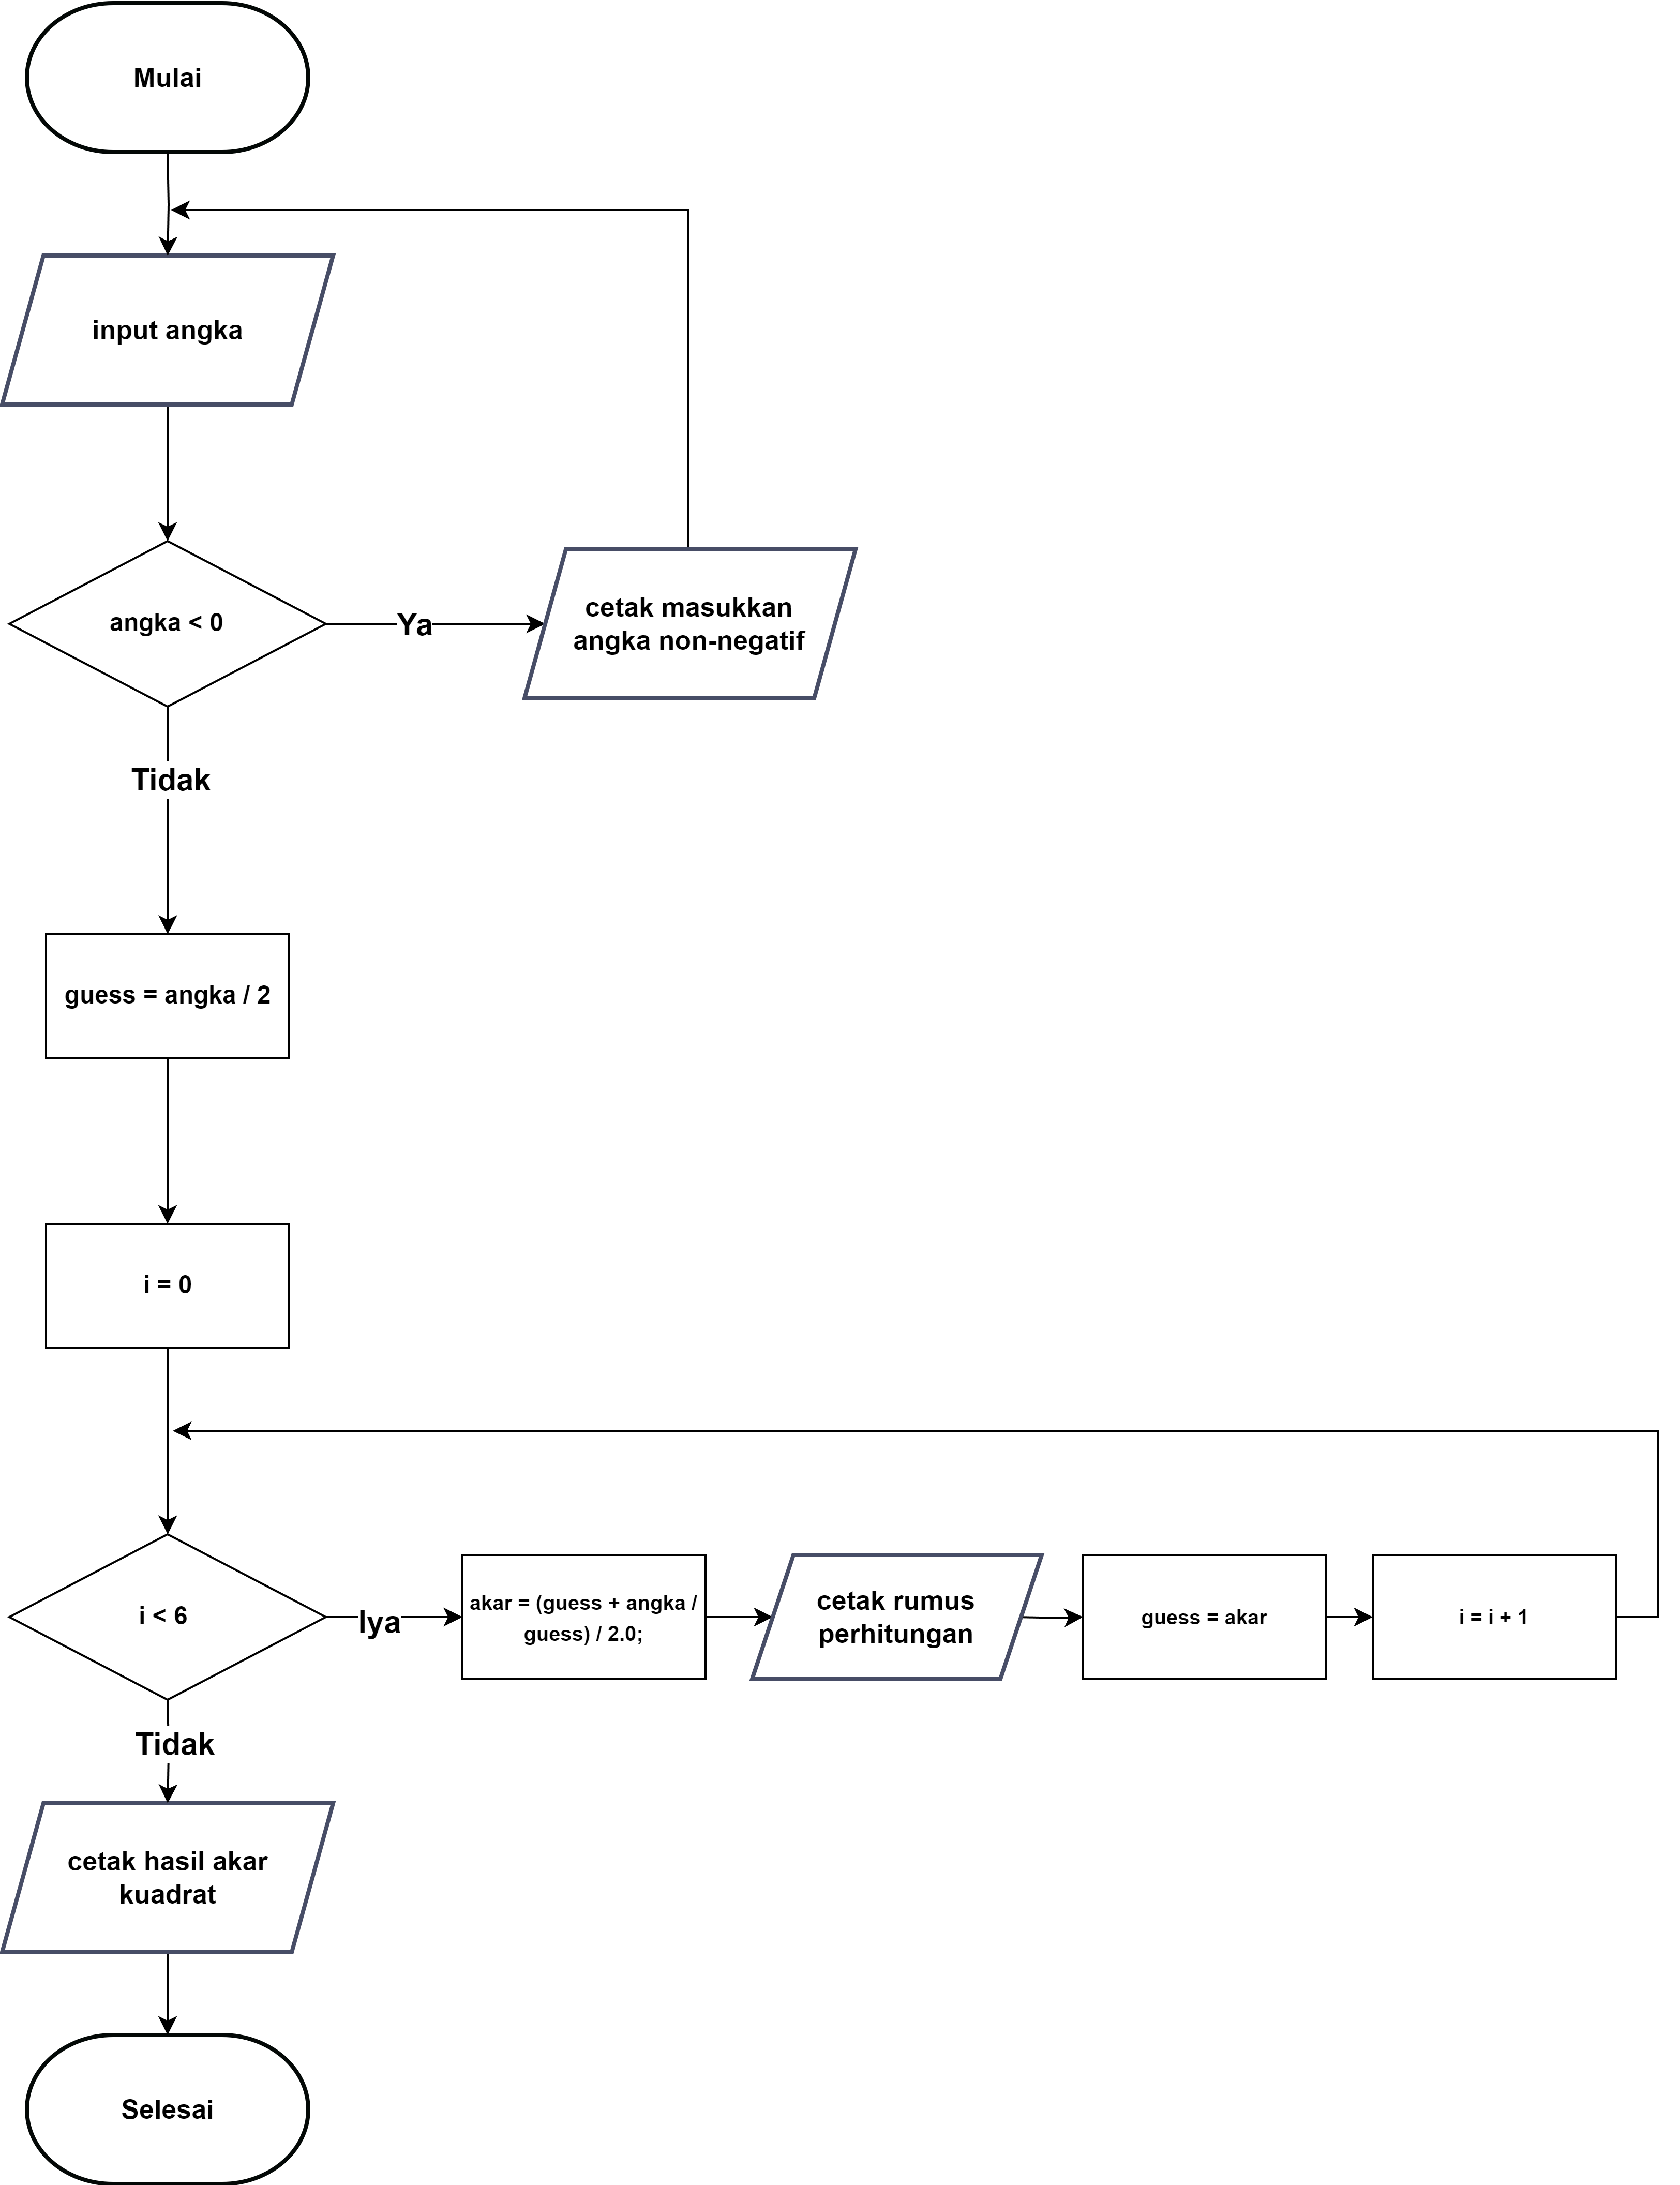 Mulai
input angka
angka < 0
Ya
cetak masukkan
angka non-negatif
Tidak
guess = angka / 2
i = 0
i < 6
Iya
akar = (guess + angka /
guess) / 2.0;
cetak rumus
perhitungan
guess = akar
i = i + 1
Tidak
cetak hasil akar
kuadrat
Selesai